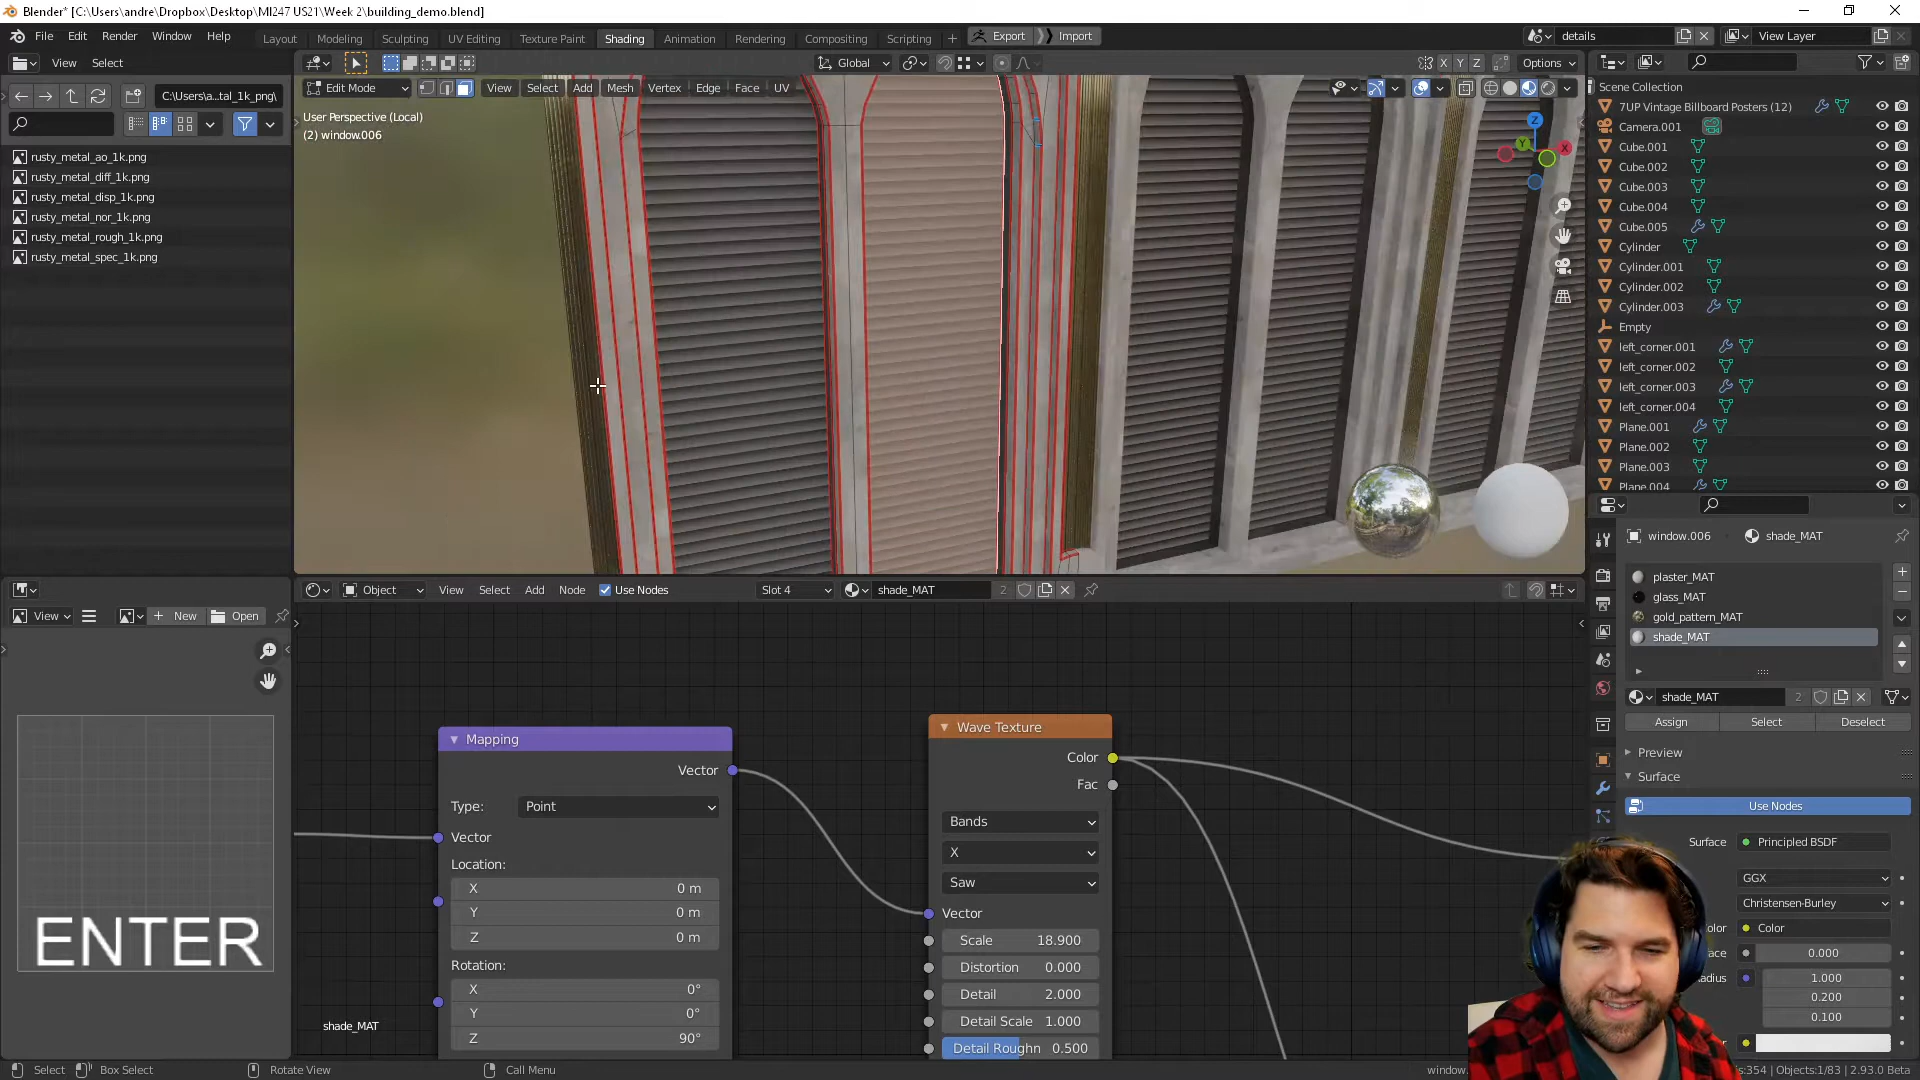 Blender* [C:\Users\andre\Dropbox\Desktop\MI247 US21\Week 2\building_demo.blend]
File Edit Render Window Help
Layout Modeling Sculpting UV Editing Texture Paint Shading Animation Rendering Compositing Scripting + Export Import
details View Layer
View Select
Global
X Y Z Options
C:\Users\a...tal_1k_png\
Edit Mode View Select Add Mesh Vertex Edge Face UV
User Perspective (Local)
(2) window.006
rusty_metal_ao_1k.png
rusty_metal_diff_1k.png
rusty_metal_disp_1k.png
rusty_metal_nor_1k.png
rusty_metal_rough_1k.png
rusty_metal_spec_1k.png
Z
Y
X
Scene Collection
7UP Vintage Billboard Posters (12)
Camera.001
Cube.001
Cube.002
Cube.003
Cube.004
Cube.005
Cylinder
Cylinder.001
Cylinder.002
Cylinder.003
Empty
left_corner.001
left_corner.002
left_corner.003
left_corner.004
Plane.001
Plane.002
Plane.003
Plane.004
window.006 shade_MAT
plaster_MAT
glass_MAT
gold_pattern_MAT
shade_MAT
shade_MAT 2
Assign Select Deselect
Preview
Surface
Use Nodes
Surface Principled BSDF
GGX
Christensen-Burley
Color
0.000
1.000
0.200
0.100
Object View Select Add Node Use Nodes Slot 4 shade_MAT 2
View New Open
ENTER
Mapping
Vector
Type: Point
Vector
Location:
X 0 m
Y 0 m
Z 0 m
Rotation:
X 0°
Y 0°
Z 90°
Wave Texture
Color
Fac
Bands
X
Saw
Vector
Scale 18.900
Distortion 0.000
Detail 2.000
Detail Scale 1.000
Detail Roughn 0.500
shade_MAT
Select Box Select Rotate View Call Menu
Objects:1/83 | 2.93.0 Beta